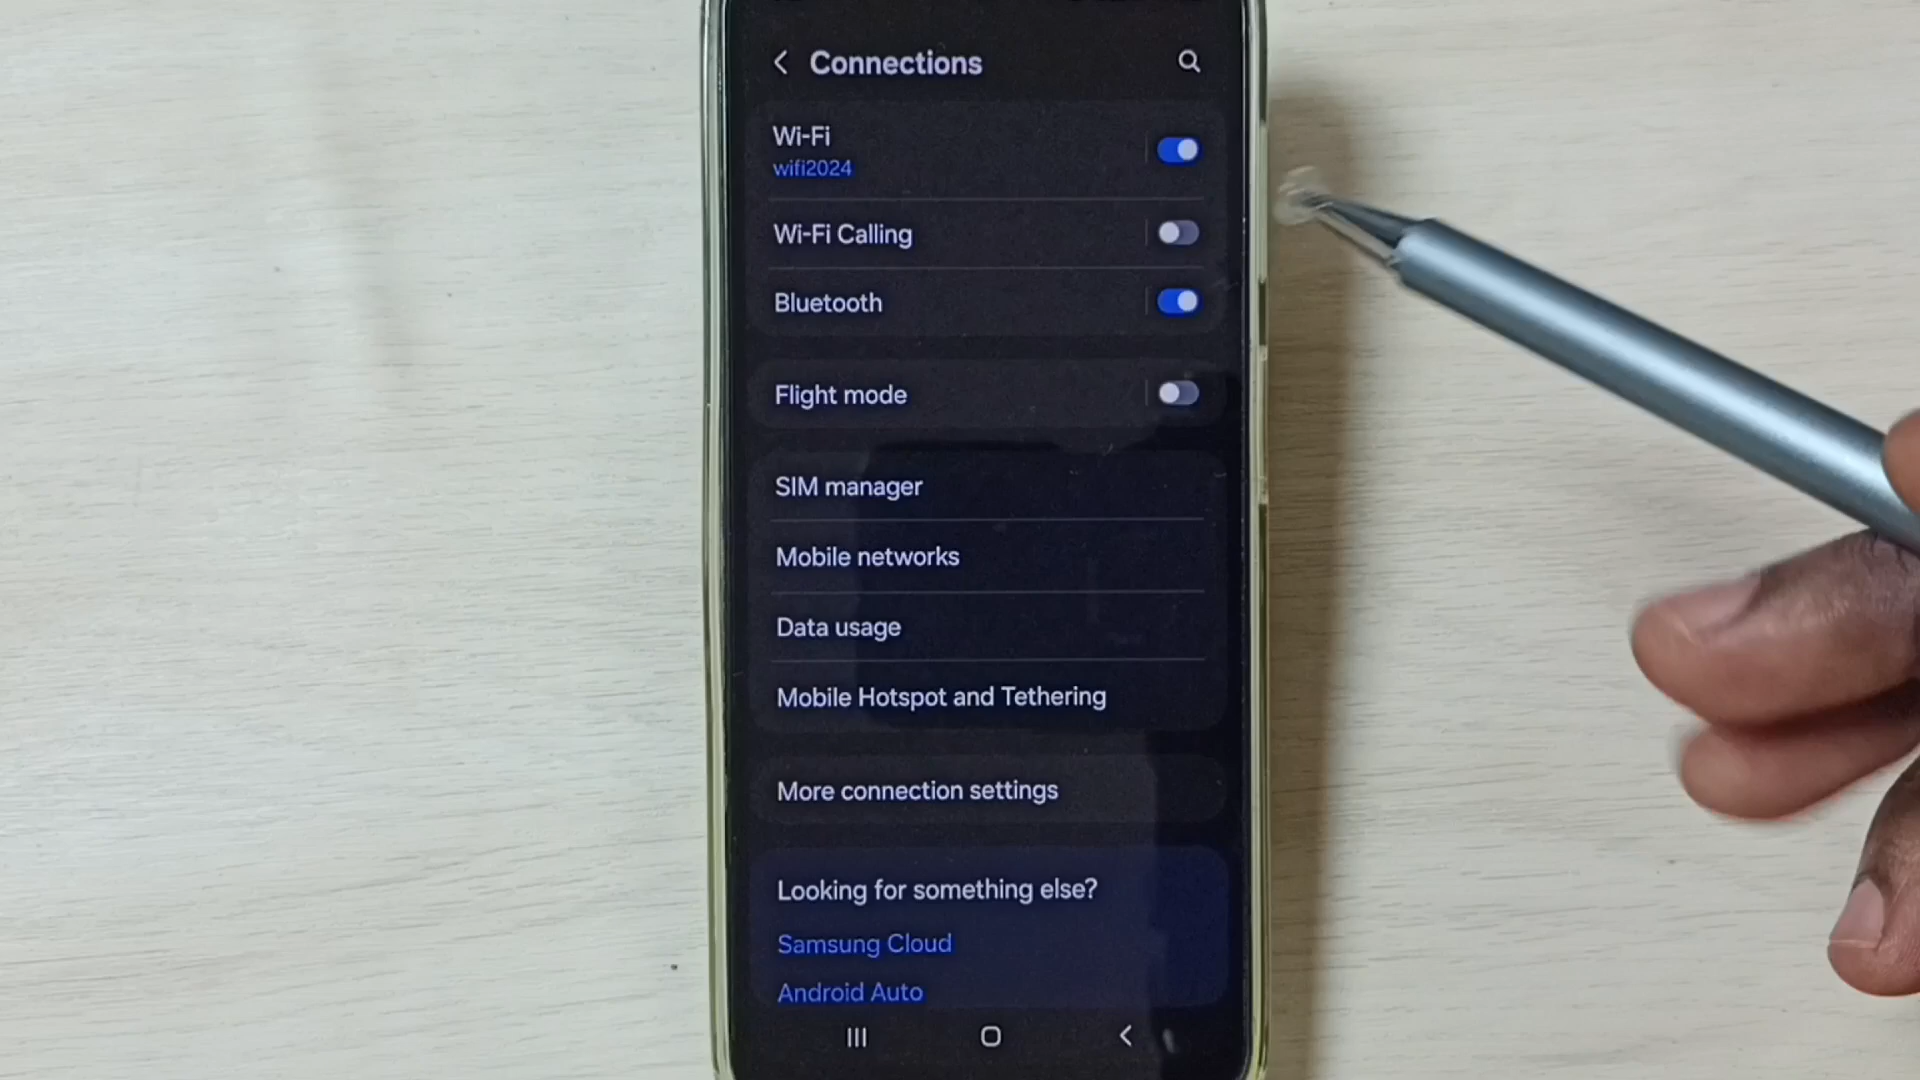 Connections
Wi-Fi
wifi2024
Wi-Fi Calling
Bluetooth
Flight mode
SIM manager
Mobile networks
Data usage
Mobile Hotspot and Tethering
More connection settings
Looking for something else?
Samsung Cloud
Android Auto